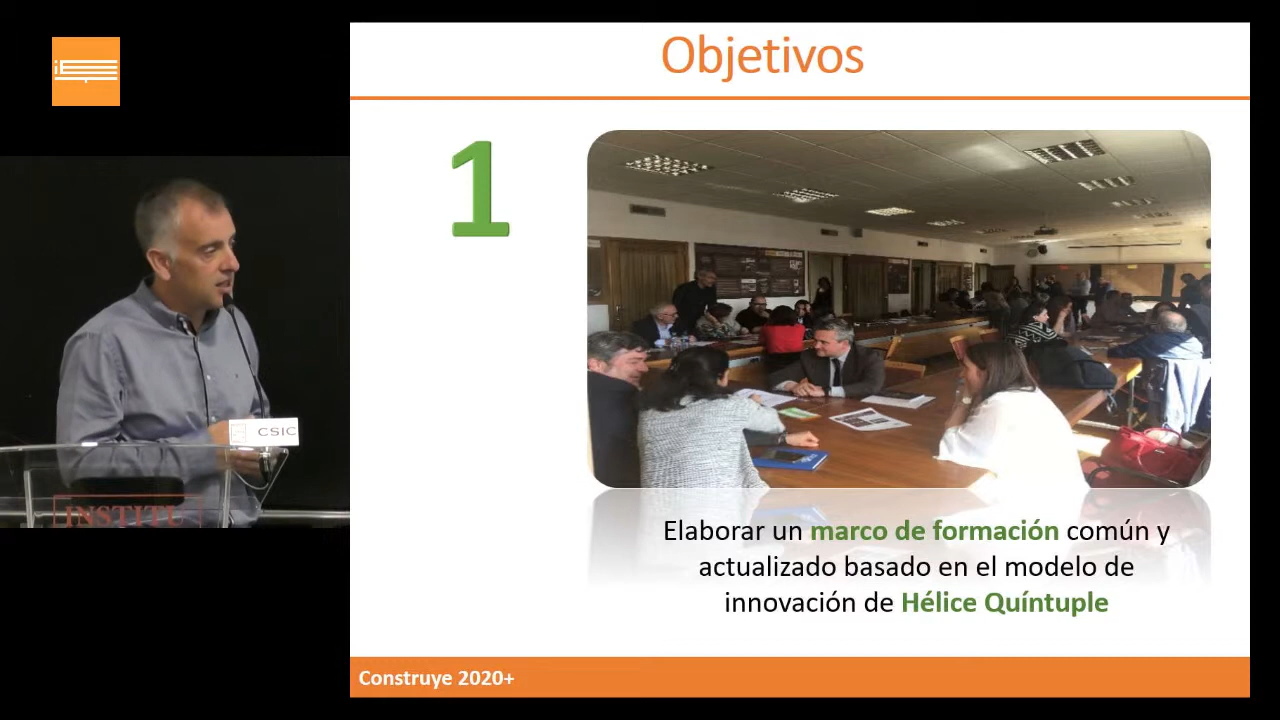 Objetivos
1
CSIC
INSTITU
Elaborar un marco de formación común y
actualizado basado en el modelo de
innovación de Hélice Quíntuple
Construye 2020+